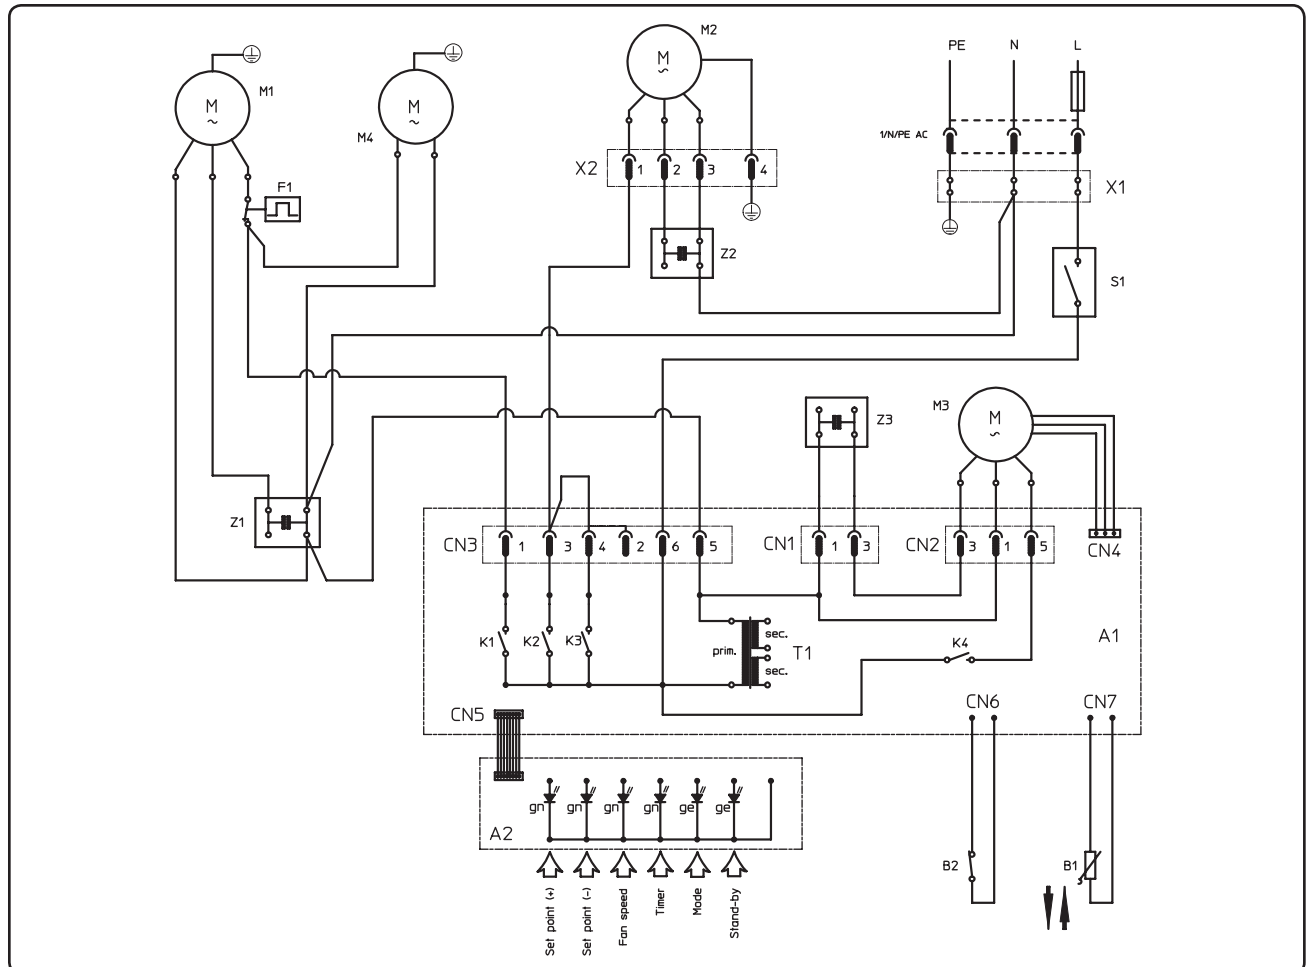 M2
PE N L
M
~
M1
M
~
M
~
M4
1/N/PE AC
X2 1 2 3 4
X1
F1
Z2
S1
M3
M
~
Z3
Z1
CN3 1 3 4 2 6 5
CN1 1 3
CN2 3 1 5
CN4
K1 K2 K3
sec.
prim.
T1
sec.
K4
A1
CN5
CN6
CN7
gn gn gn gn ge ge
A2
B2
B1
Set point (+)
Set point (-)
Fan speed
Timer
Mode
Stand-by